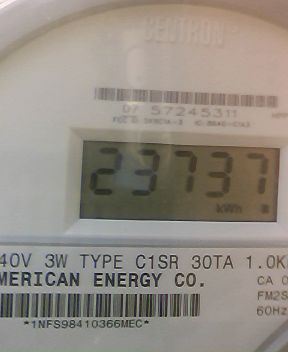 CENTRON
07 57245311
23737
kWh
40V 3W TYPE C1SR 30TA 1.0K
MERICAN ENERGY CO.
CA 0
FM2S
60Hz
*1NFS98410366MEC*